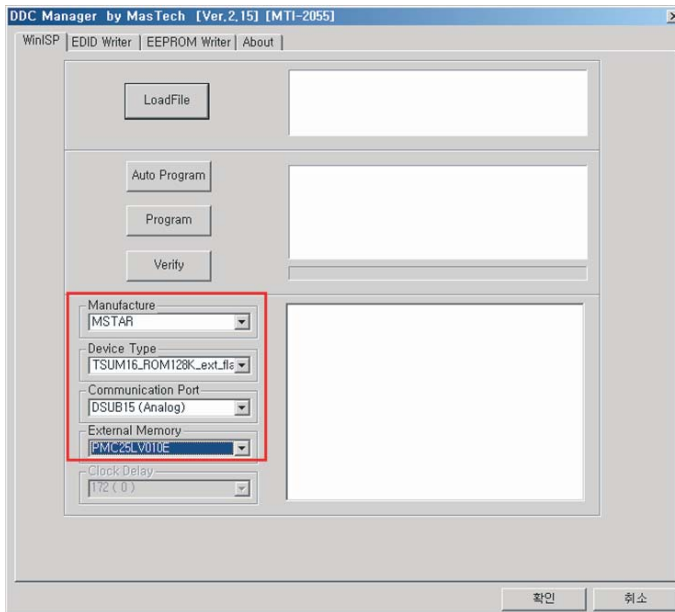 DDC Manager by MasTech [Ver.2.15] [MTI-2055]
WinISP EDID Writer EEPROM Writer About
LoadFile
Auto Program
Program
Verify
Manufacture
MSTAR
Device Type
TSUM16_ROM128K_ext_fla
Communication Port
DSUB15 (Analog)
External Memory
PMC25LV010E
Clock Delay
172 ( 0 )
확인 취소